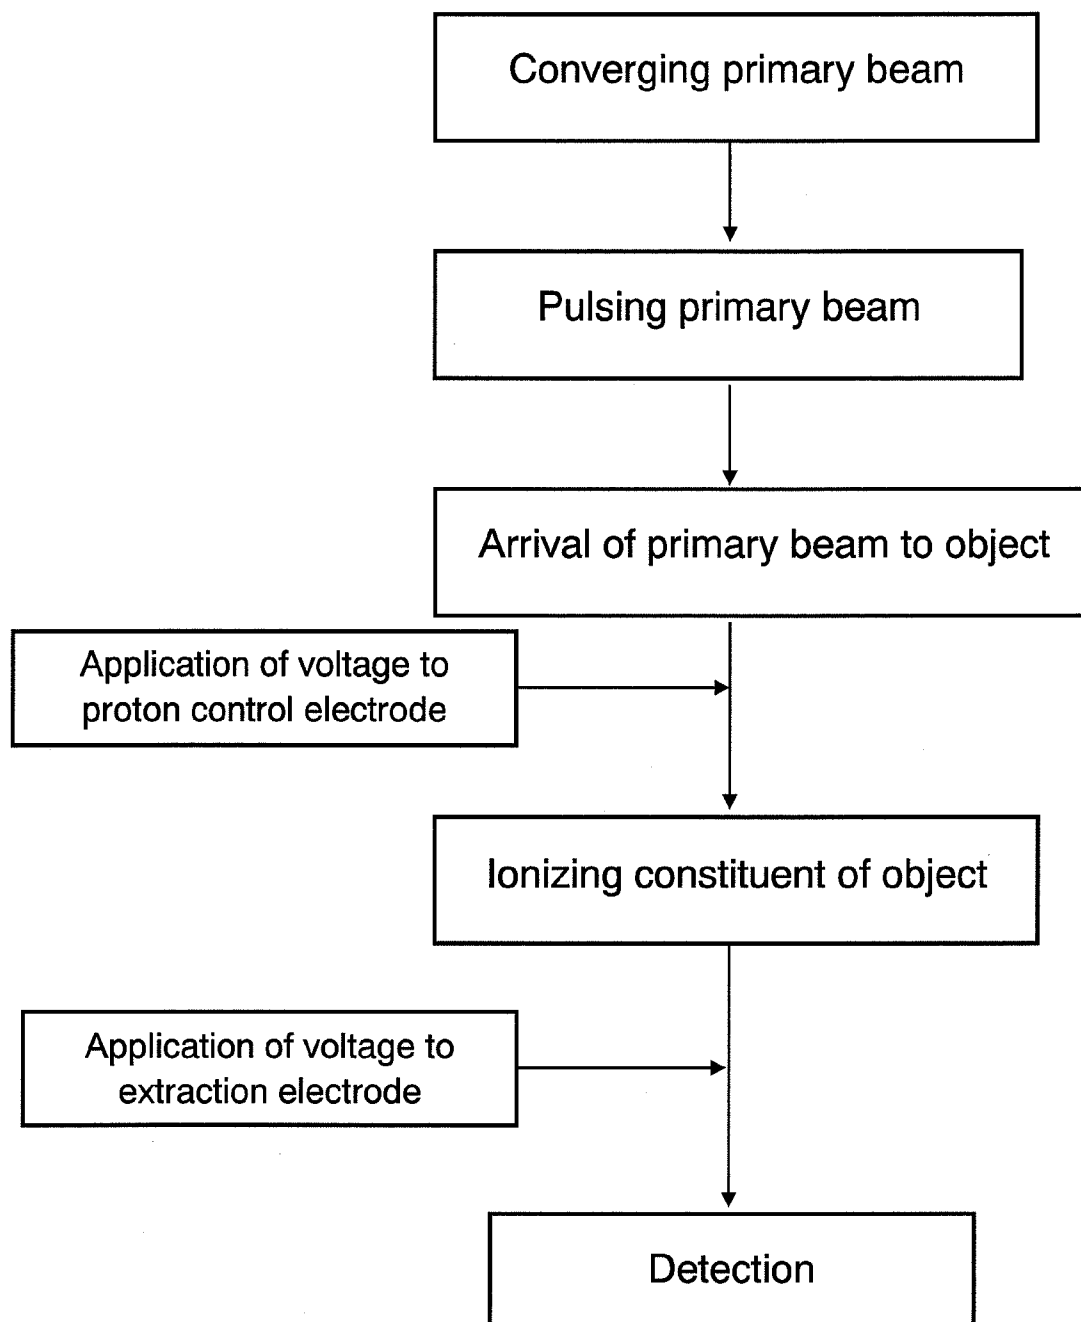 Converging primary beam
Pulsing primary beam
Arrival of primary beam to object
Application of voltage to
proton control electrode
Ionizing constituent of object
Application of voltage to
extraction electrode
Detection